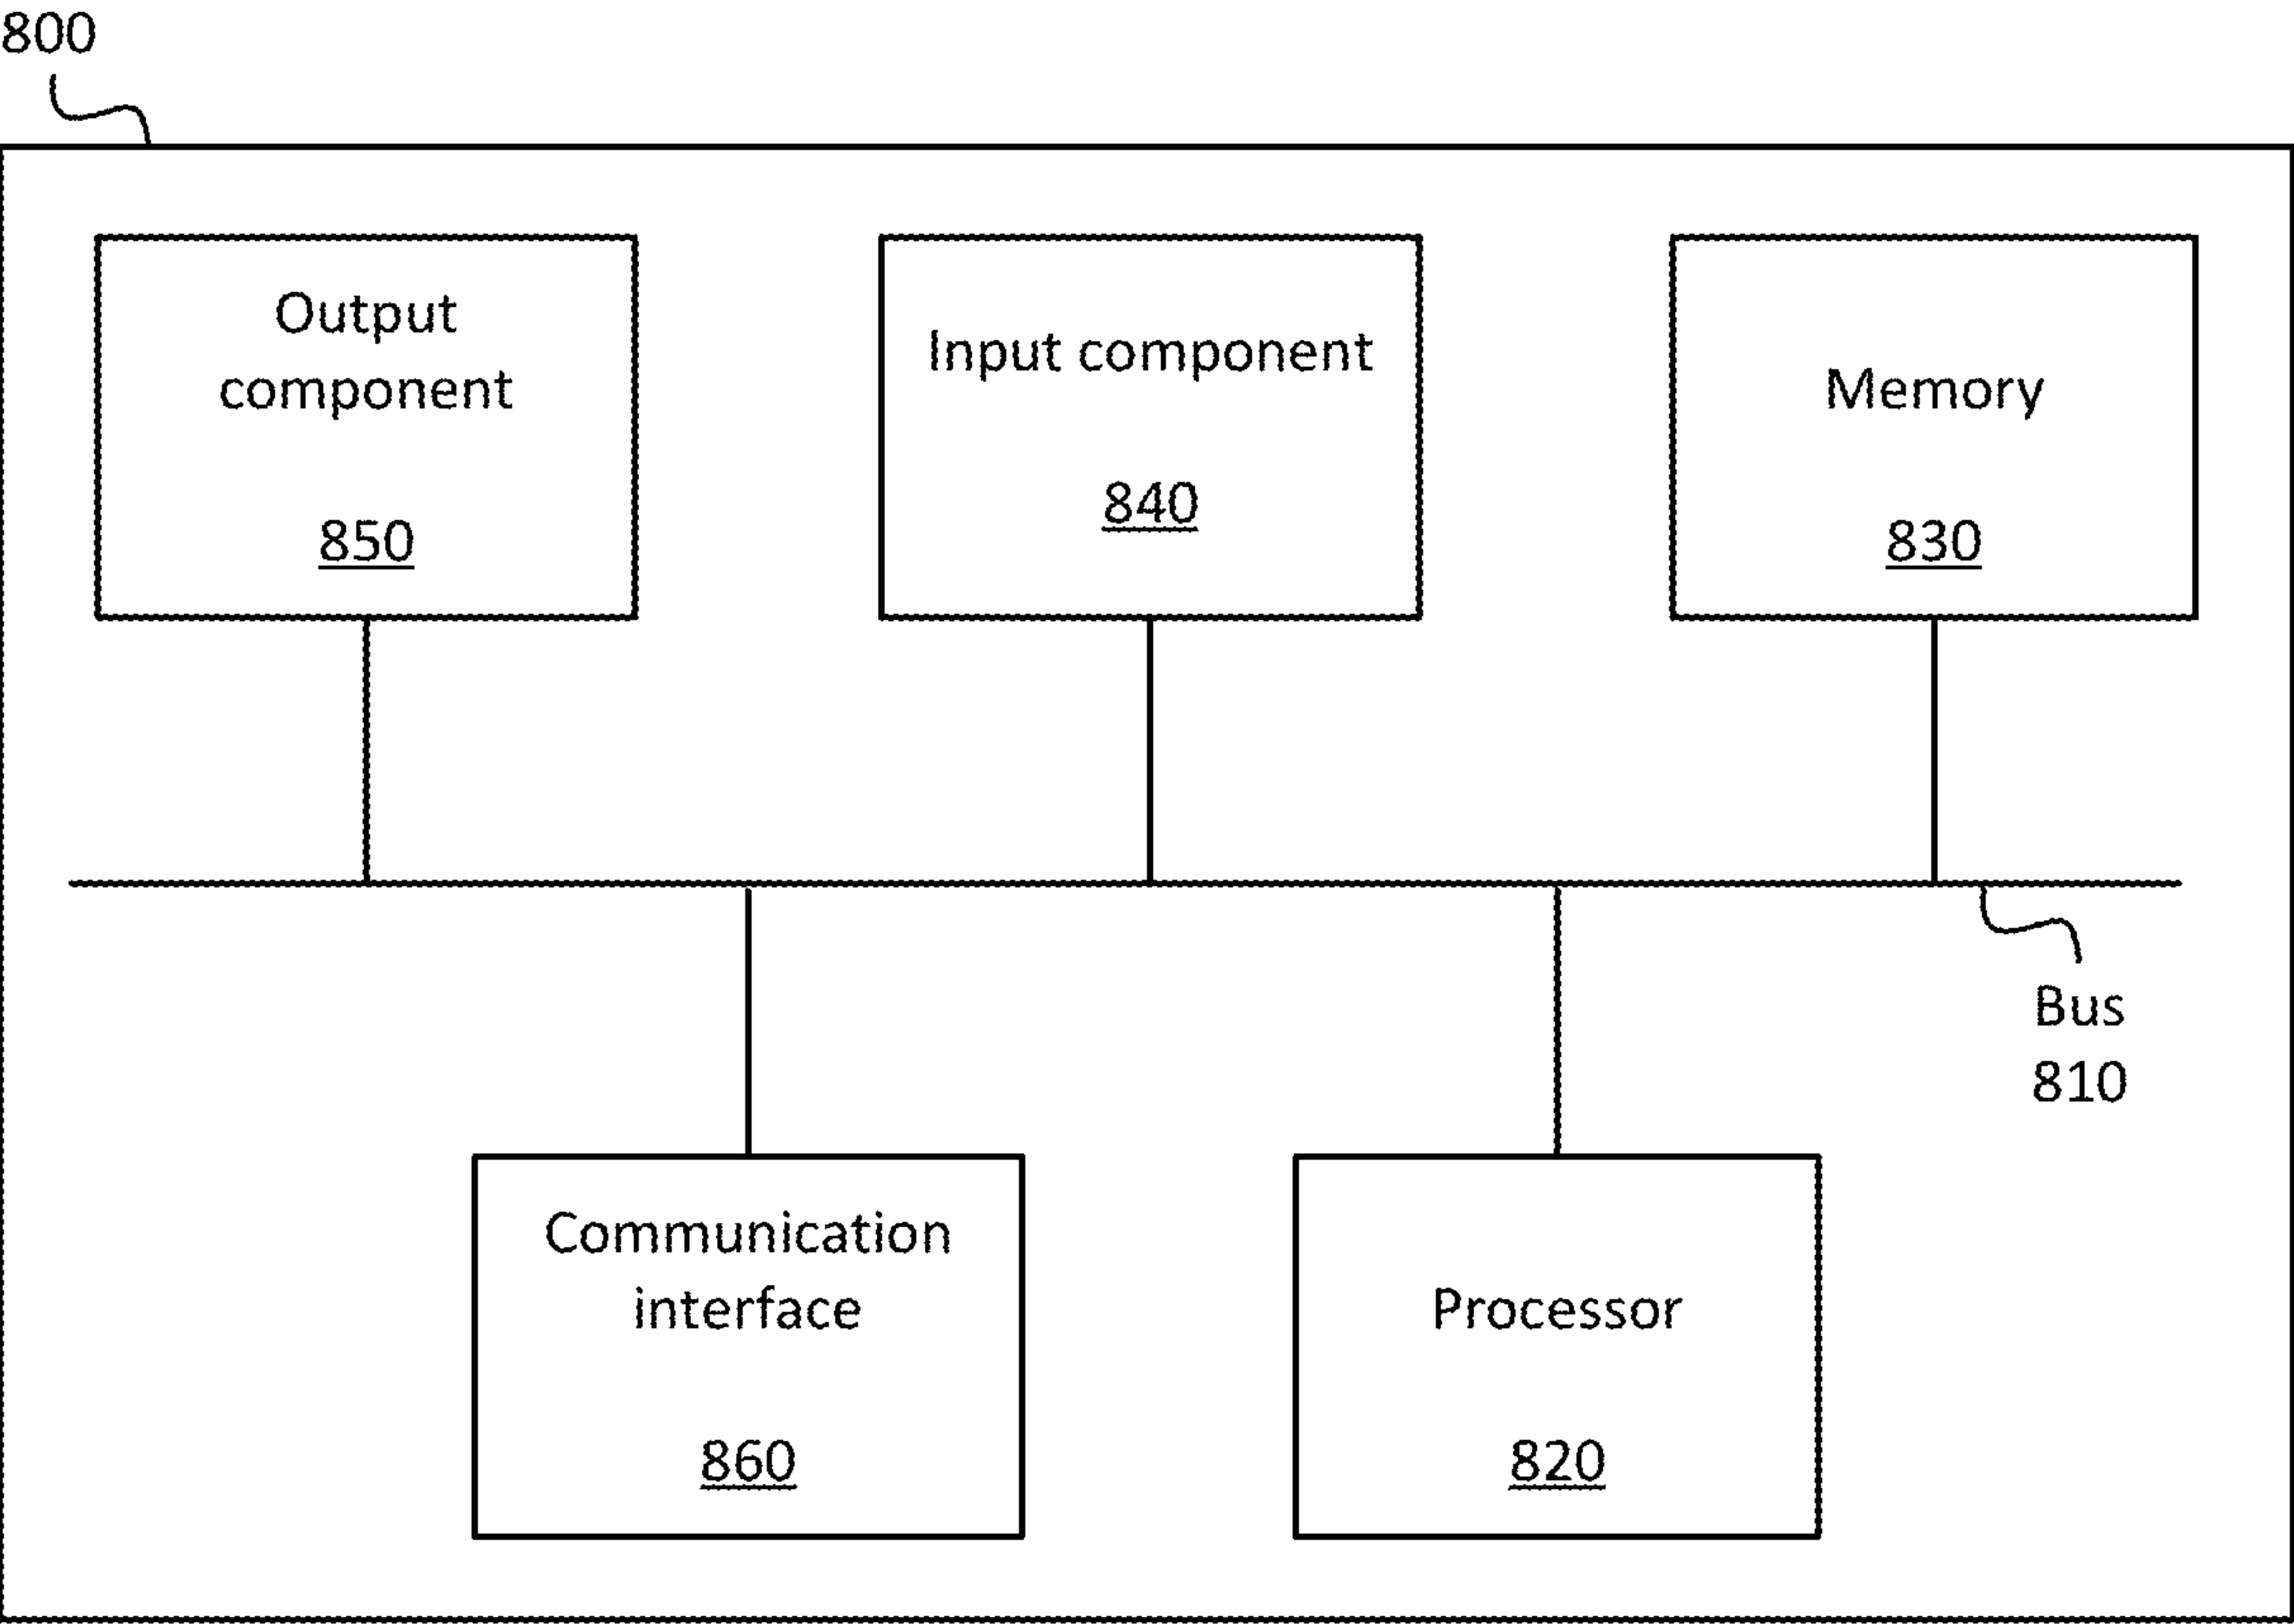 800
Output
component
850
Input component
840
Memory
830
Bus
810
Communication
interface
860
Processor
820